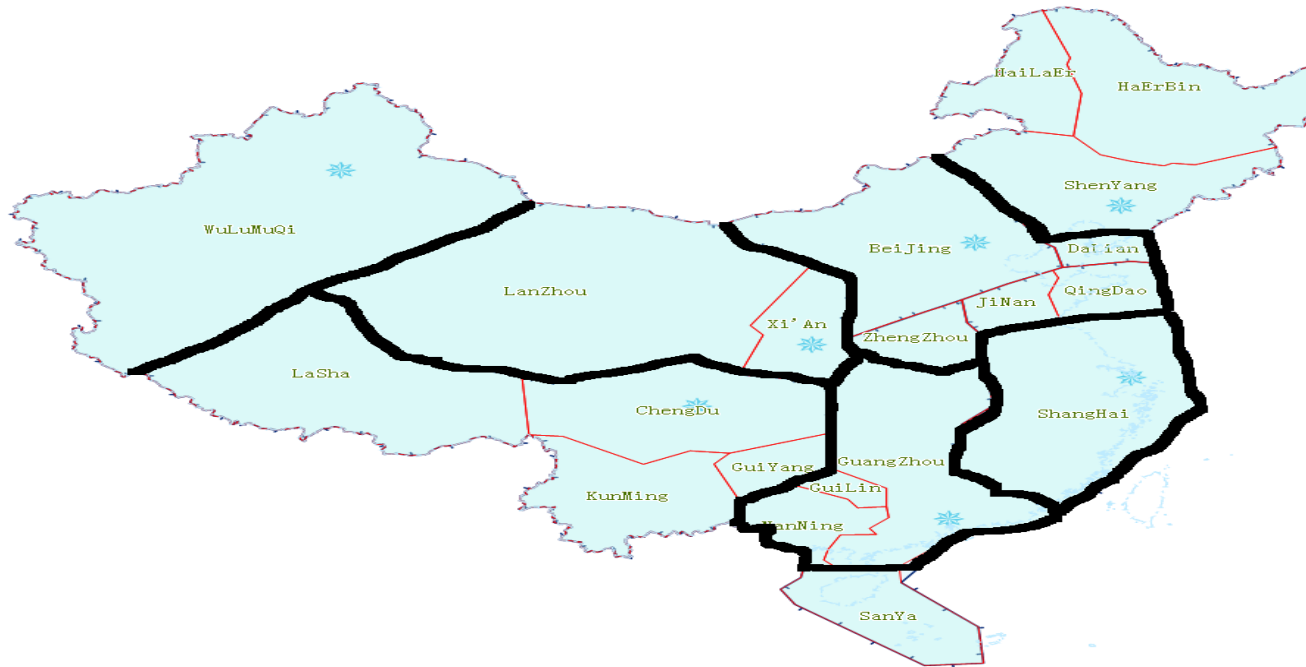 HaiLaEr
HaErBin
ShenYang
WuLuMuQi
BeiJing
DaLian
LanZhou
QingDao
JiNan
Xi'An
ZhengZhou
LaSha
ChengDu
ShangHai
GuangZhou
GuiYang
GuiLin
KunMing
NanNing
SanYa